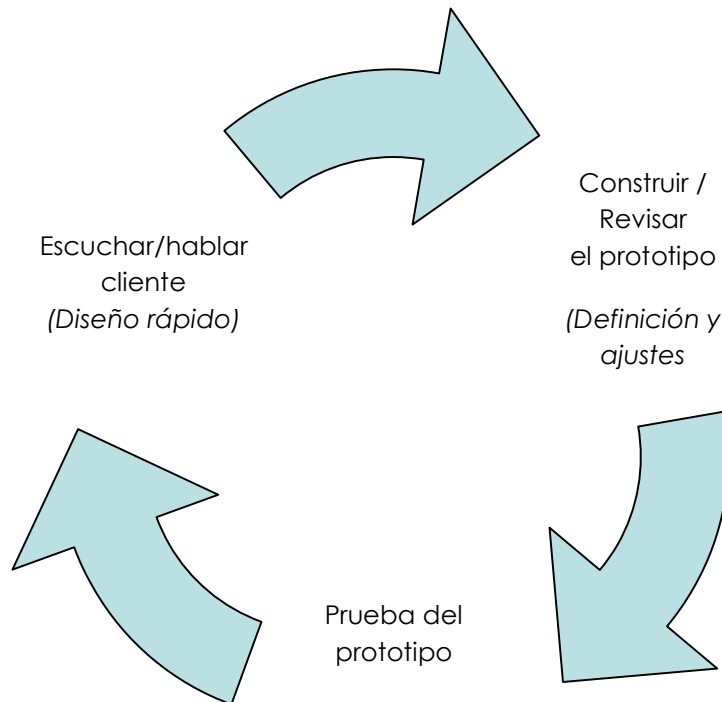 Escuchar/hablar
cliente
(Diseño rápido)
Construir /
Revisar
el prototipo
(Definición y
ajustes
Prueba del
prototipo